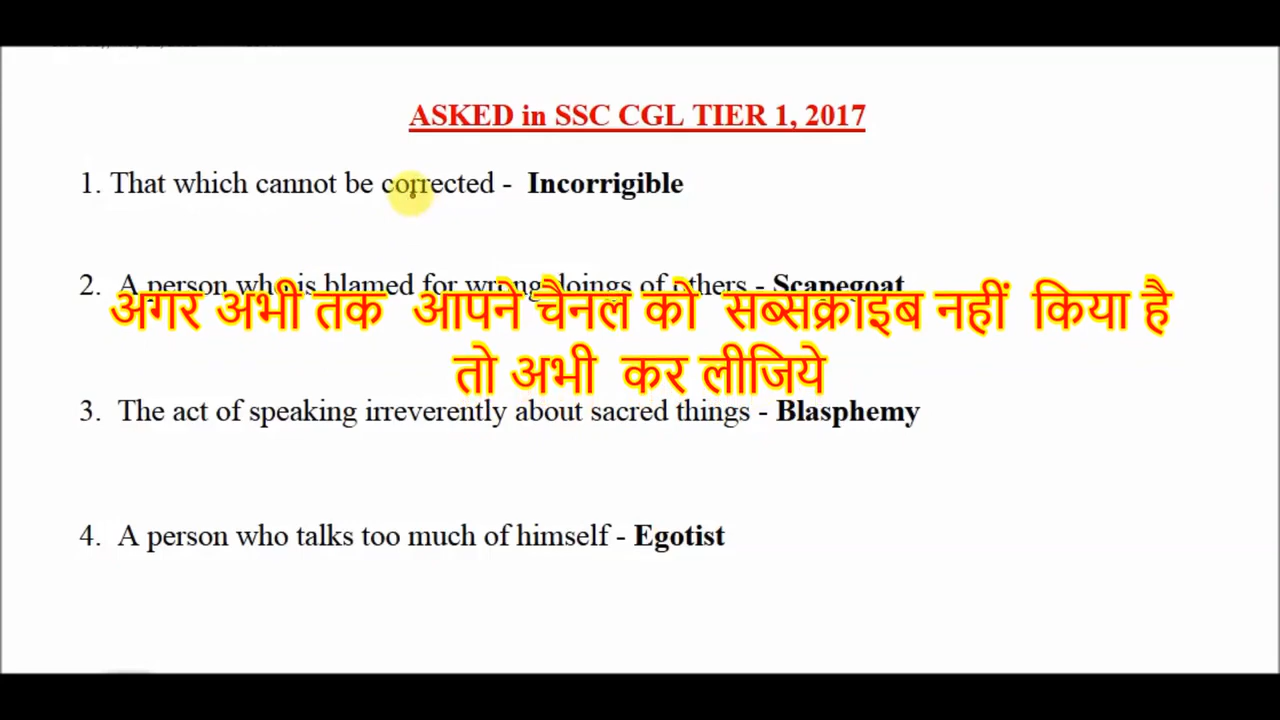 ASKED in SSC CGL TIER 1, 2017
1. That which cannot be corrected - Incorrigible
2. A person who is blamed for wrong doings of others - Scapegoat
अगर अभी तक आपने चैनल को सब्सक्राइब नहीं किया है
तो अभी कर लीजिये
3. The act of speaking irreverently about sacred things - Blasphemy
4. A person who talks too much of himself - Egotist